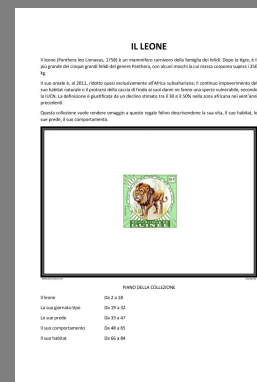 IL LEONE
Il leone (Panthera leo Linnaeus, 1758) è un mammifero carnivoro della famiglia dei felidi. Dopo la tigre, è il
più grande dei cinque grandi felidi del genere Panthera, con alcuni maschi la cui massa corporea supera i 250
kg.
Il suo areale è, al 2011, ridotto quasi esclusivamente all'Africa subsahariana; il continuo impoverimento del
suo habitat naturale e il protrarsi della caccia di frodo ai suoi danni ne fanno una specie vulnerabile, secondo
la IUCN. La definizione è giustificata da un declino stimato tra il 30 e il 50% nella zona africana nei vent'anni
precedenti.
Questa collezione vuole rendere omaggio a questo regale felino descrivendone la sua vita, il suo habitat, le
sue prede, il suo comportamento.
GUINEE
PIANO DELLA COLLEZIONE
Il leone Da 2 a 18
La sua giornata tipo Da 19 a 32
Le sue prede Da 33 a 47
Il suo comportamento Da 48 a 65
Il suo habitat Da 66 a 84